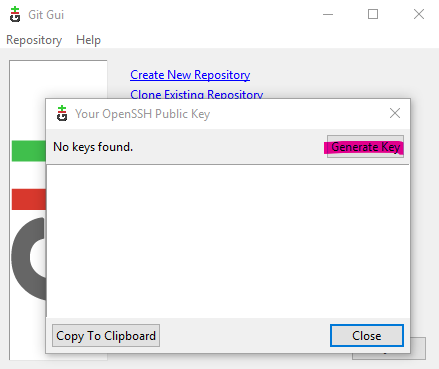 Git Gui
Repository Help
Create New Repository
Clone Existing Repository
Your OpenSSH Public Key
No keys found.
Generate Key
Copy To Clipboard
Close